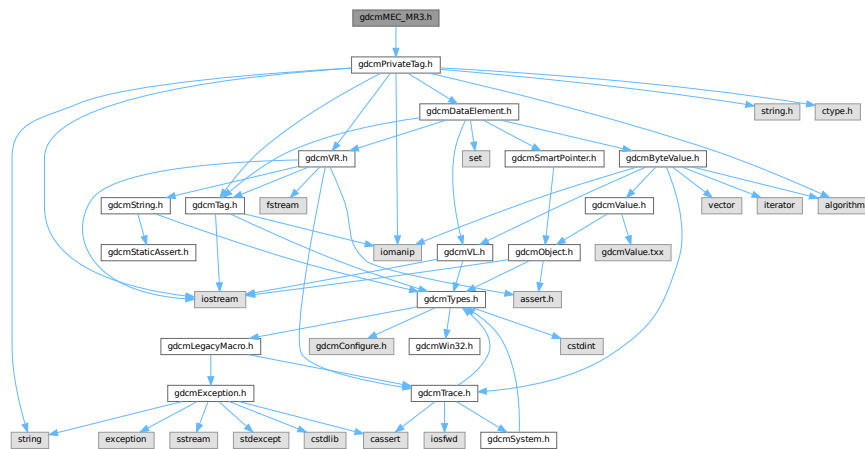 gdcmMEC_MR3.h
gdcmPrivateTag.h
gdcmDataElement.h
string.h
ctype.h
gdcmVR.h
set
gdcmSmartPointer.h
gdcmByteValue.h
gdcmString.h
gdcmTag.h
fstream
gdcmValue.h
vector
iterator
algorithm
gdcmStaticAssert.h
iomanip
gdcmVL.h
gdcmObject.h
gdcmValue.txx
iostream
gdcmTypes.h
assert.h
gdcmLegacyMacro.h
gdcmConfigure.h
gdcmWin32.h
cstdint
gdcmException.h
gdcmTrace.h
string
exception
sstream
stdexcept
cstdlib
cassert
iosfwd
gdcmSystem.h